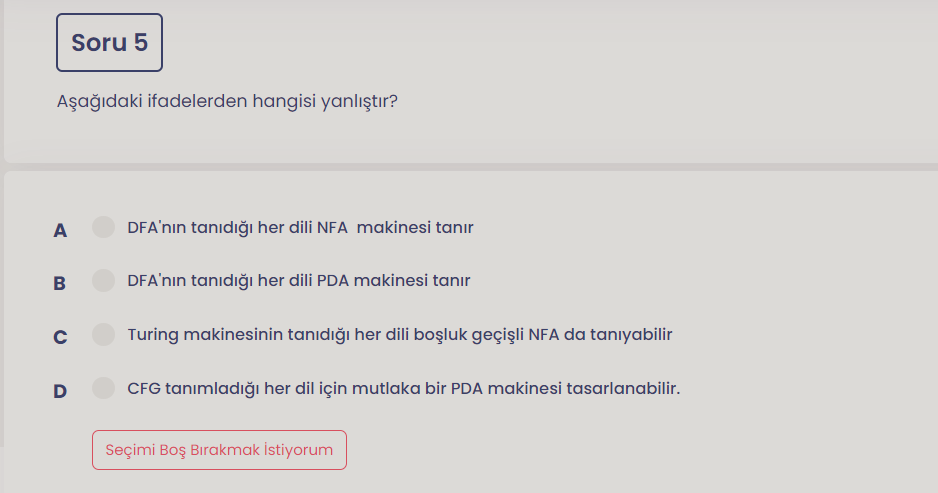 Soru 5
Aşağıdaki ifadelerden hangisi yanlıştır?
A DFA'nın tanıdığı her dili NFA makinesi tanır
B DFA'nın tanıdığı her dili PDA makinesi tanır
C Turing makinesinin tanıdığı her dili boşluk geçişli NFA da tanıyabilir
D CFG tanımladığı her dil için mutlaka bir PDA makinesi tasarlanabilir.
Seçimi Boş Bırakmak İstiyorum